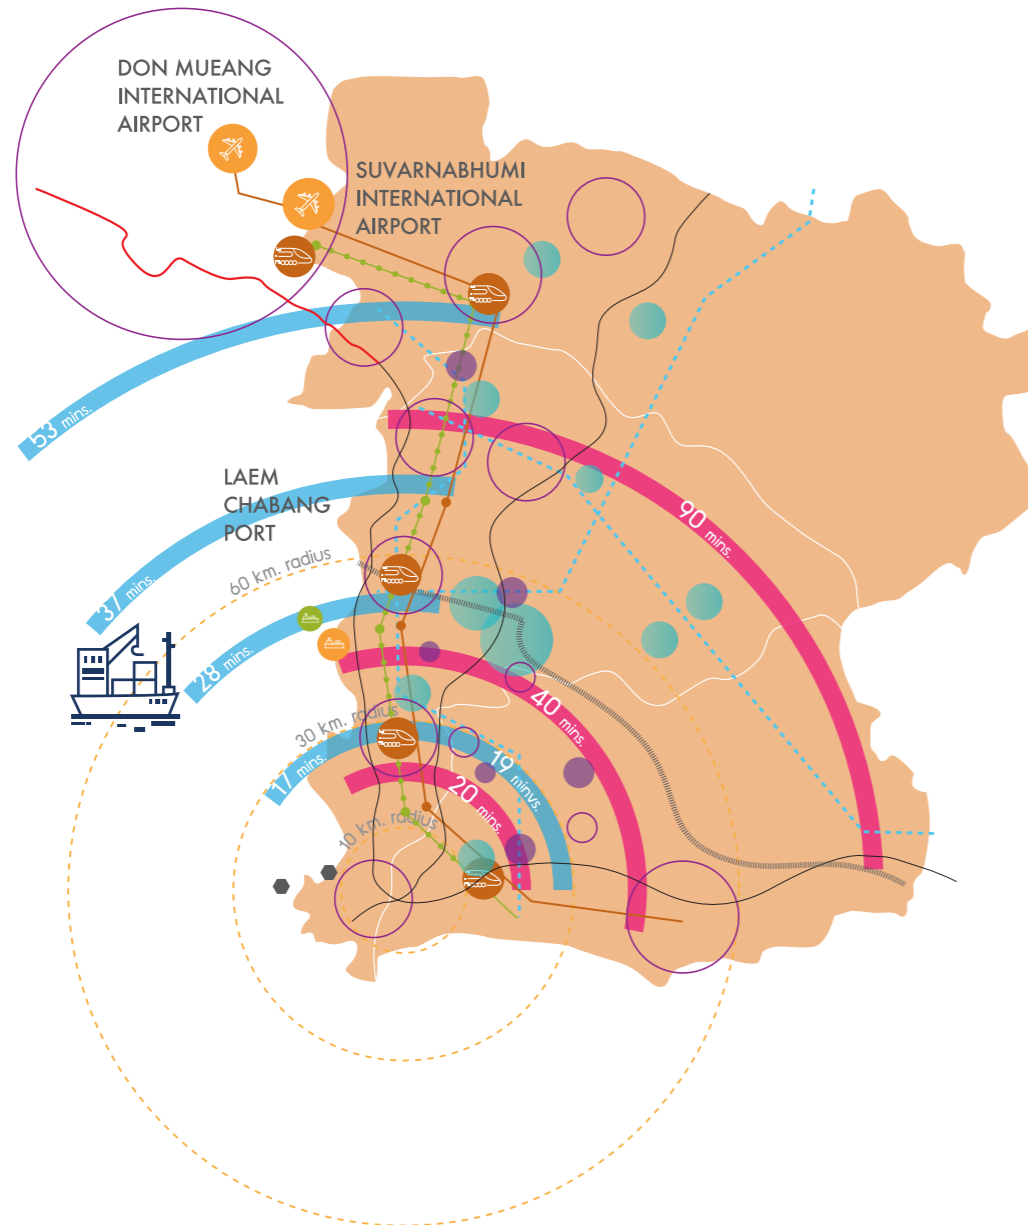 DON MUEANG
INTERNATIONAL
AIRPORT
SUVARNABHUMI
INTERNATIONAL
AIRPORT
53 mins.
LAEM
CHABANG
PORT
90 mins.
60 km. radius
37 mins.
28 mins.
40 mins.
30 km. radius
17 mins.
19 minvs.
20 mins.
10 km. radius